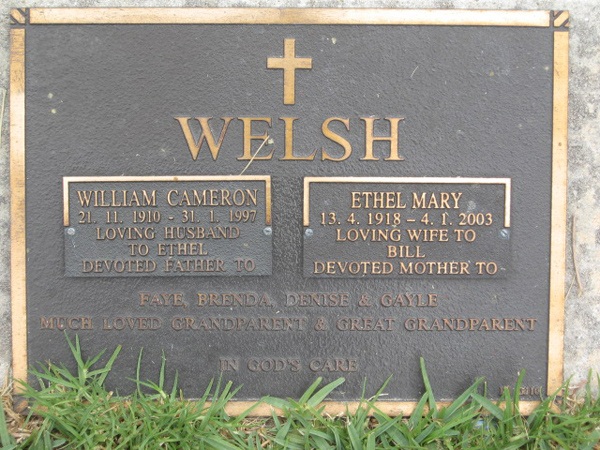 WELSH
WILLIAM CAMERON
21. 11. 1910 - 31. 1. 1997
LOVING HUSBAND
TO ETHEL
DEVOTED FATHER TO
ETHEL MARY
13. 4. 1918 - 4. 1. 2003
LOVING WIFE TO
BILL
DEVOTED MOTHER TO
FAYE, BRENDA, DENISE & GAYLE
MUCH LOVED GRANDPARENT & GREAT GRANDPARENT
IN GOD'S CARE